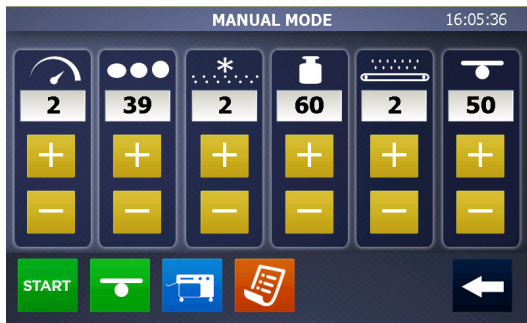 MANUAL MODE 16:05:36
2 39 2 60 2 50
+ + + + + +
− − − − − −
START